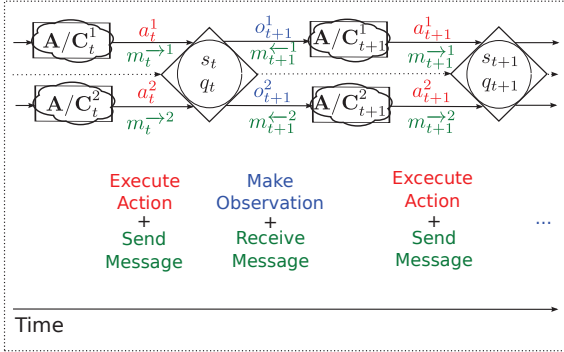 A/C_t^1 a_t^1 m_t^{→1} s_t q_t o_{t+1}^1 m_{t+1}^{←1} A/C_{t+1}^1 a_{t+1}^1 m_{t+1}^{→1} s_{t+1} q_{t+1}
A/C_t^2 a_t^2 m_t^{→2} o_{t+1}^2 m_{t+1}^{←2} A/C_{t+1}^2 a_{t+1}^2 m_{t+1}^{→2}
Execute
Action
+
Send
Message
Make
Observation
+
Receive
Message
Excecute
Action
+
Send
Message
...
Time